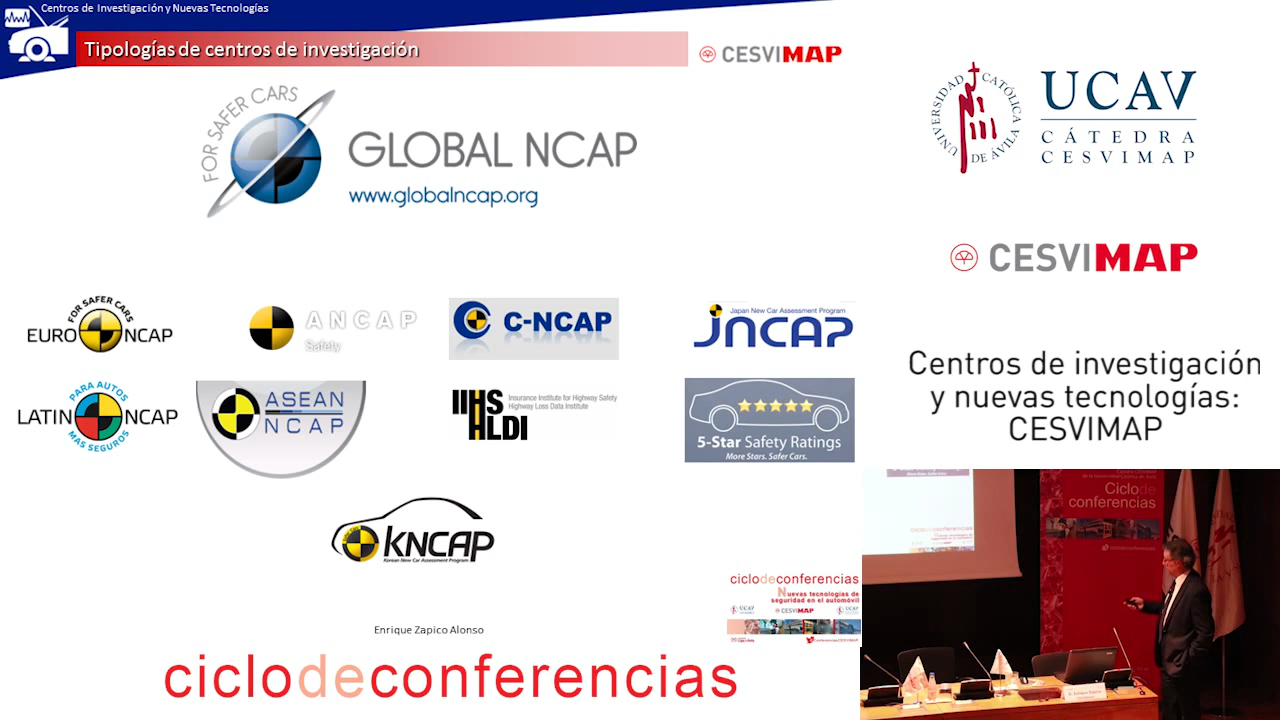 Centros de Investigación y Nuevas Tecnologías
Tipologías de centros de investigación
CESVIMAP
FOR SAFER CARS
GLOBAL NCAP
www.globalncap.org
FOR SAFER CARS
EURO NCAP
ANCAP
Safety
C-NCAP
Japan New Car Assessment Program
JNCAP
PARA AUTOS
LATIN NCAP
MAS SEGUROS
ASEAN
NCAP
IIHS
HLDI
Insurance Institute for Highway Safety
Highway Loss Data Institute
5-Star Safety Ratings
More Stars. Safer Cars.
KNCAP
Korean New Car Assessment Program
ciclodeconferencias
Nuevas tecnologías de
seguridad en el automóvil
CESVIMAP
Enrique Zapico Alonso
ciclodeconferencias
UNIVERSIDAD CATÓLICA
DE ÁVILA
UCAV
CÁTEDRA
CESVIMAP
CESVIMAP
Centros de investigación
y nuevas tecnologías:
CESVIMAP
Ciclode
conferencias
ciclodeconferencias